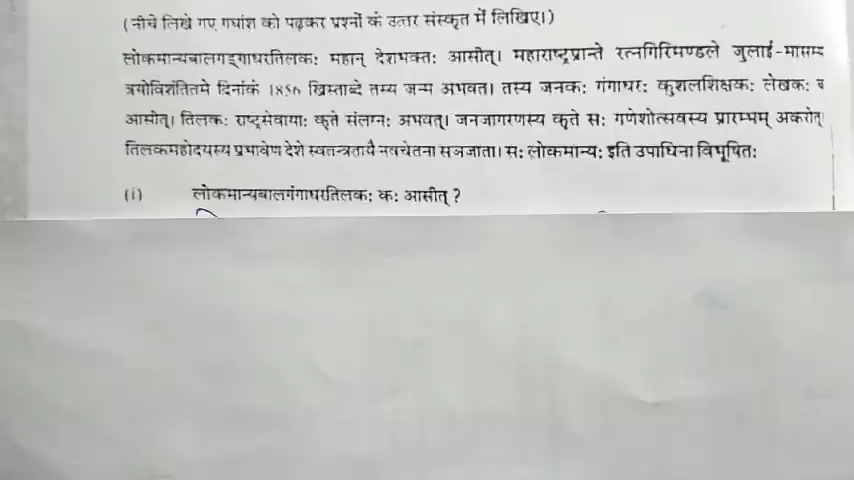 (नीचे लिखे गए गद्यांश को पढ़कर प्रश्नों के उत्तर संस्कृत में लिखिए।)
लोकमान्यबालगङ्गाधरतिलकः महान् देशभक्तः आसीत्। महाराष्ट्रप्रान्ते रत्नगिरिमण्डले जुलाई-मासस्य
त्रयोविंशतितमे दिनांके 1856 ख्रिस्ताब्दे तस्य जन्म अभवत्। तस्य जनकः गंगाधरः कुशलशिक्षकः लेखकः
आसीत्। तिलकः राष्ट्रसेवायाः कृते संलग्नः अभवत्। जनजागरणस्य कृते सः गणेशोत्सवस्य प्रारम्भम् अकरोत्
तिलकमहोदयस्य प्रभावेण देशे स्वतन्त्रतायै नवचेतना सञ्जाता। सः लोकमान्यः इति उपाधिना विभूषितः
(i) लोकमान्यबालगंगाधरतिलकः कः आसीत् ?